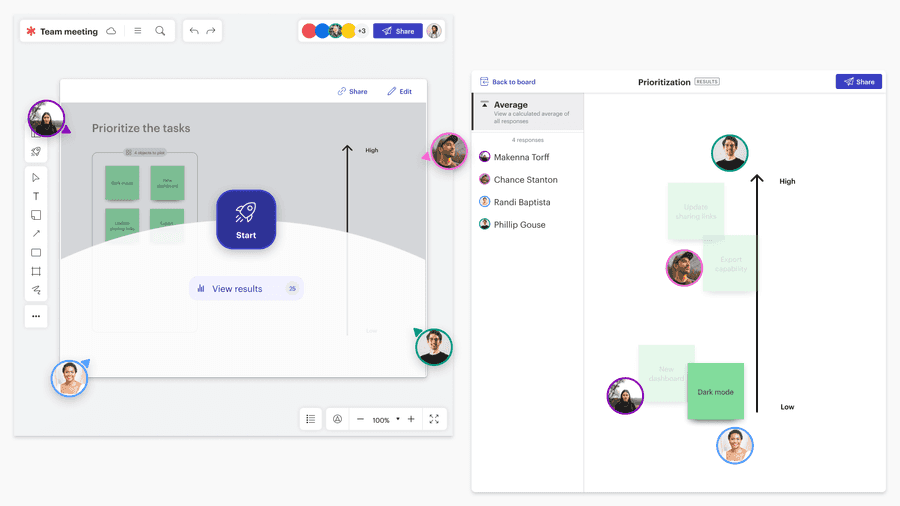 Team meeting
+3
Share
Share
Edit
Prioritize the tasks
4 objects to plot
High
Dark mode
New
dashboard
Update
sharing links
Export
Start
View results
25
Low
100%
Back to board
Prioritization
RESULTS
Share
Average
View a calculated average of
all responses
4 responses
Makenna Torff
Chance Stanton
Randi Baptista
Phillip Gouse
High
Update
sharing links
Export
capability
New
dashboard
Dark mode
Low